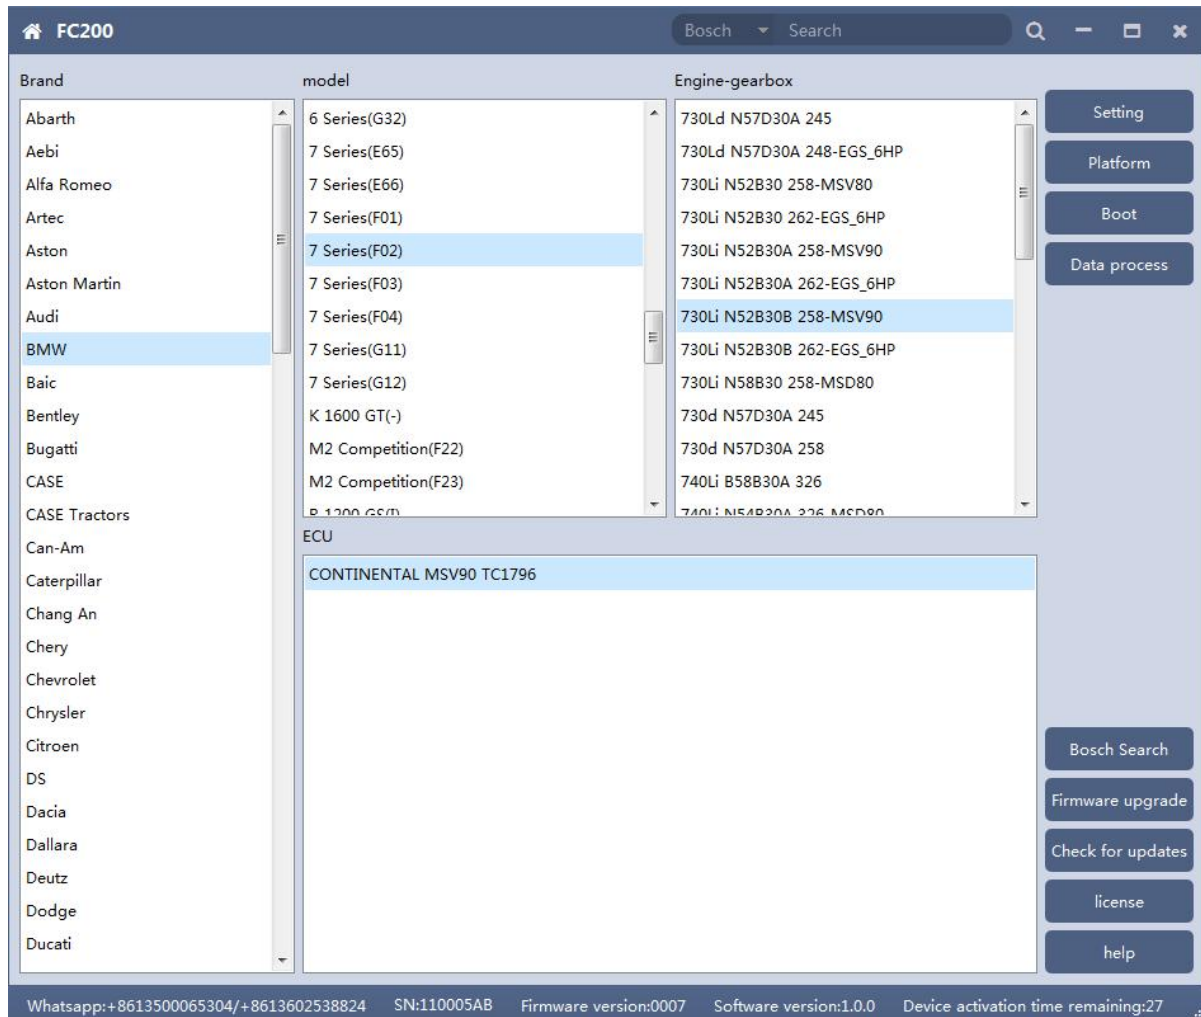 FC200
Bosch
Search
Brand
Abarth
Aebi
Alfa Romeo
Artec
Aston
Aston Martin
Audi
BMW
Baic
Bentley
Bugatti
CASE
CASE Tractors
Can-Am
Caterpillar
Chang An
Chery
Chevrolet
Chrysler
Citroen
DS
Dacia
Dallara
Deutz
Dodge
Ducati
model
6 Series(G32)
7 Series(E65)
7 Series(E66)
7 Series(F01)
7 Series(F02)
7 Series(F03)
7 Series(F04)
7 Series(G11)
7 Series(G12)
K 1600 GT(-)
M2 Competition(F22)
M2 Competition(F23)
R 1200 GS(I)
Engine-gearbox
730Ld N57D30A 245
730Ld N57D30A 248-EGS_6HP
730Li N52B30 258-MSV80
730Li N52B30 262-EGS_6HP
730Li N52B30A 258-MSV90
730Li N52B30A 262-EGS_6HP
730Li N52B30B 258-MSV90
730Li N52B30B 262-EGS_6HP
730Li N58B30 258-MSD80
730d N57D30A 245
730d N57D30A 258
740Li B58B30A 326
740Li N54B30A 326-MSD80
ECU
CONTINENTAL MSV90 TC1796
Setting
Platform
Boot
Data process
Bosch Search
Firmware upgrade
Check for updates
license
help
Whatsapp:+8613500065304/+8613602538824 SN:110005AB Firmware version:0007 Software version:1.0.0 Device activation time remaining:27